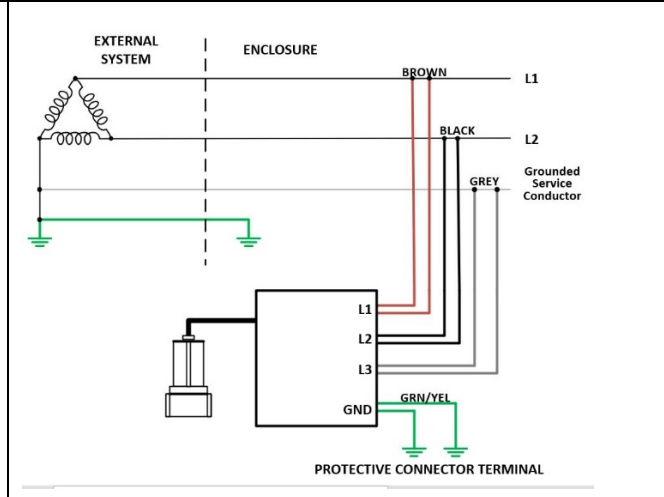 EXTERNAL
SYSTEM
ENCLOSURE
BROWN
L1
BLACK
L2
GREY
Grounded
Service
Conductor
L1
L2
L3
GRN/YEL
GND
PROTECTIVE CONNECTOR TERMINAL